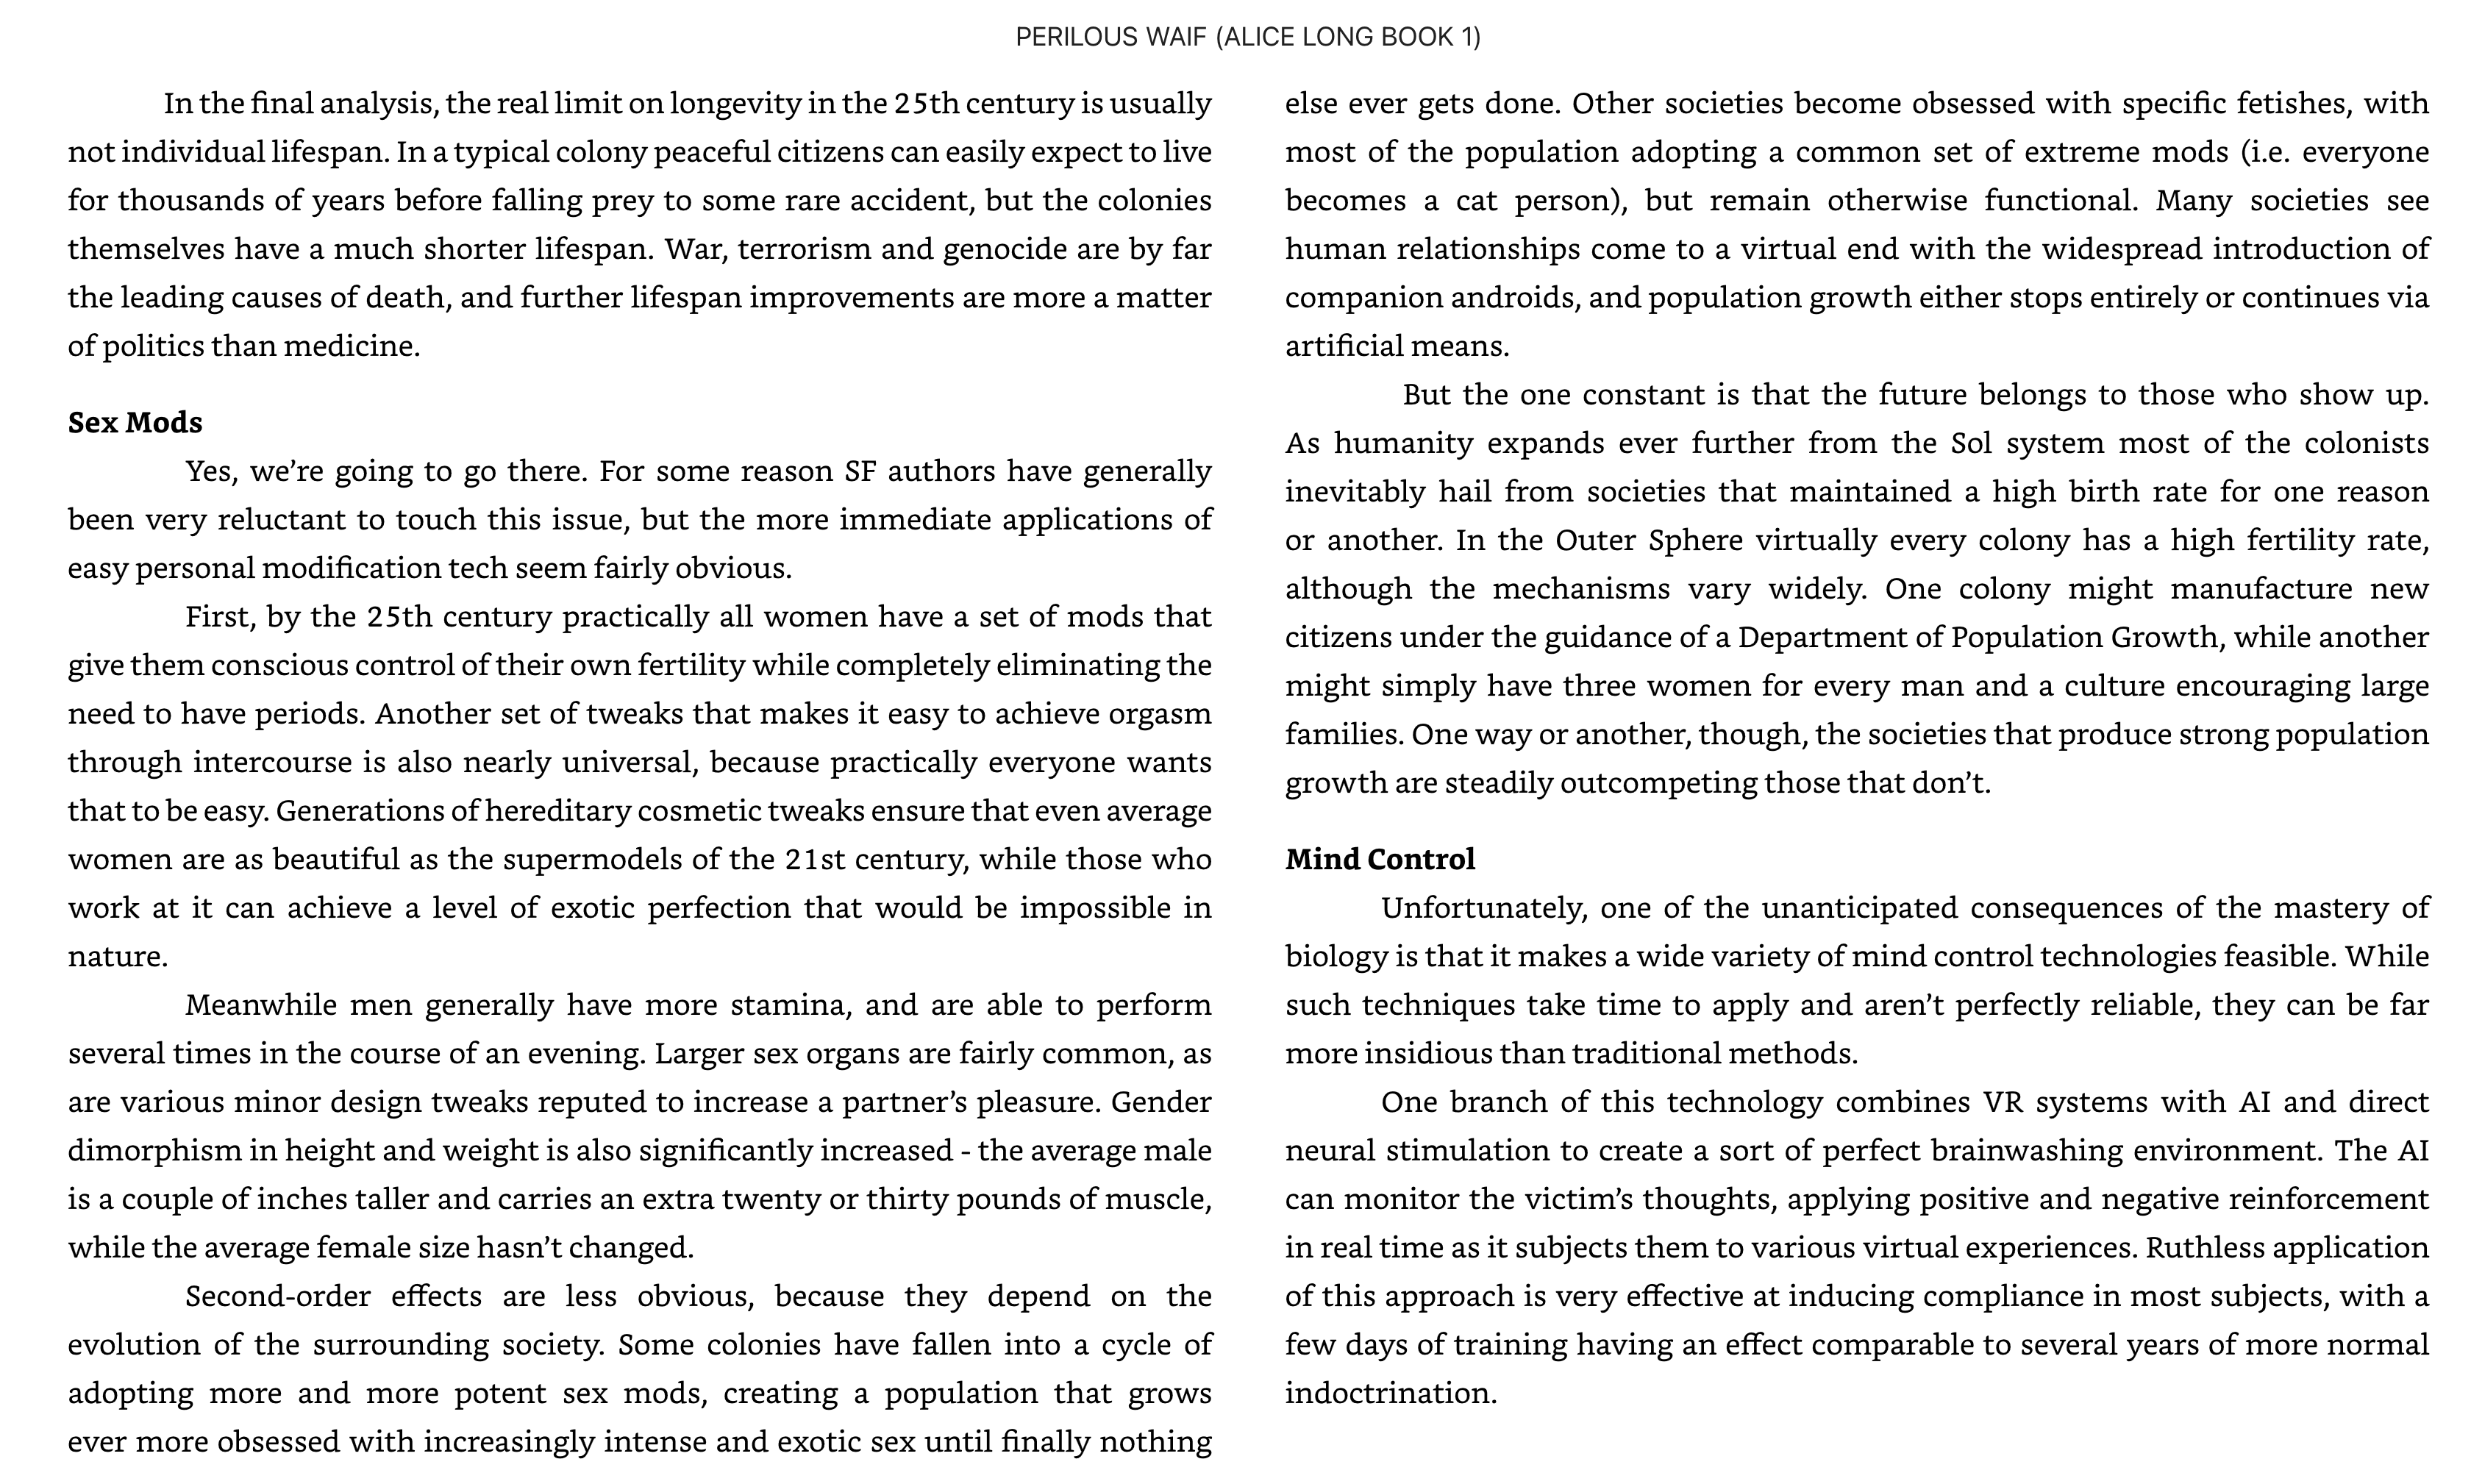 PERILOUS WAIF (ALICE LONG BOOK 1)
In the final analysis, the real limit on longevity in the 25th century is usually
not individual lifespan. In a typical colony peaceful citizens can easily expect to live
for thousands of years before falling prey to some rare accident, but the colonies
themselves have a much shorter lifespan. War, terrorism and genocide are by far
the leading causes of death, and further lifespan improvements are more a matter
of politics than medicine.
Sex Mods
Yes, we’re going to go there. For some reason SF authors have generally
been very reluctant to touch this issue, but the more immediate applications of
easy personal modification tech seem fairly obvious.
First, by the 25th century practically all women have a set of mods that
give them conscious control of their own fertility while completely eliminating the
need to have periods. Another set of tweaks that makes it easy to achieve orgasm
through intercourse is also nearly universal, because practically everyone wants
that to be easy. Generations of hereditary cosmetic tweaks ensure that even average
women are as beautiful as the supermodels of the 21st century, while those who
work at it can achieve a level of exotic perfection that would be impossible in
nature.
Meanwhile men generally have more stamina, and are able to perform
several times in the course of an evening. Larger sex organs are fairly common, as
are various minor design tweaks reputed to increase a partner’s pleasure. Gender
dimorphism in height and weight is also significantly increased - the average male
is a couple of inches taller and carries an extra twenty or thirty pounds of muscle,
while the average female size hasn’t changed.
Second-order effects are less obvious, because they depend on the
evolution of the surrounding society. Some colonies have fallen into a cycle of
adopting more and more potent sex mods, creating a population that grows
ever more obsessed with increasingly intense and exotic sex until finally nothing
else ever gets done. Other societies become obsessed with specific fetishes, with
most of the population adopting a common set of extreme mods (i.e. everyone
becomes a cat person), but remain otherwise functional. Many societies see
human relationships come to a virtual end with the widespread introduction of
companion androids, and population growth either stops entirely or continues via
artificial means.
But the one constant is that the future belongs to those who show up.
As humanity expands ever further from the Sol system most of the colonists
inevitably hail from societies that maintained a high birth rate for one reason
or another. In the Outer Sphere virtually every colony has a high fertility rate,
although the mechanisms vary widely. One colony might manufacture new
citizens under the guidance of a Department of Population Growth, while another
might simply have three women for every man and a culture encouraging large
families. One way or another, though, the societies that produce strong population
growth are steadily outcompeting those that don’t.
Mind Control
Unfortunately, one of the unanticipated consequences of the mastery of
biology is that it makes a wide variety of mind control technologies feasible. While
such techniques take time to apply and aren’t perfectly reliable, they can be far
more insidious than traditional methods.
One branch of this technology combines VR systems with AI and direct
neural stimulation to create a sort of perfect brainwashing environment. The AI
can monitor the victim’s thoughts, applying positive and negative reinforcement
in real time as it subjects them to various virtual experiences. Ruthless application
of this approach is very effective at inducing compliance in most subjects, with a
few days of training having an effect comparable to several years of more normal
indoctrination.